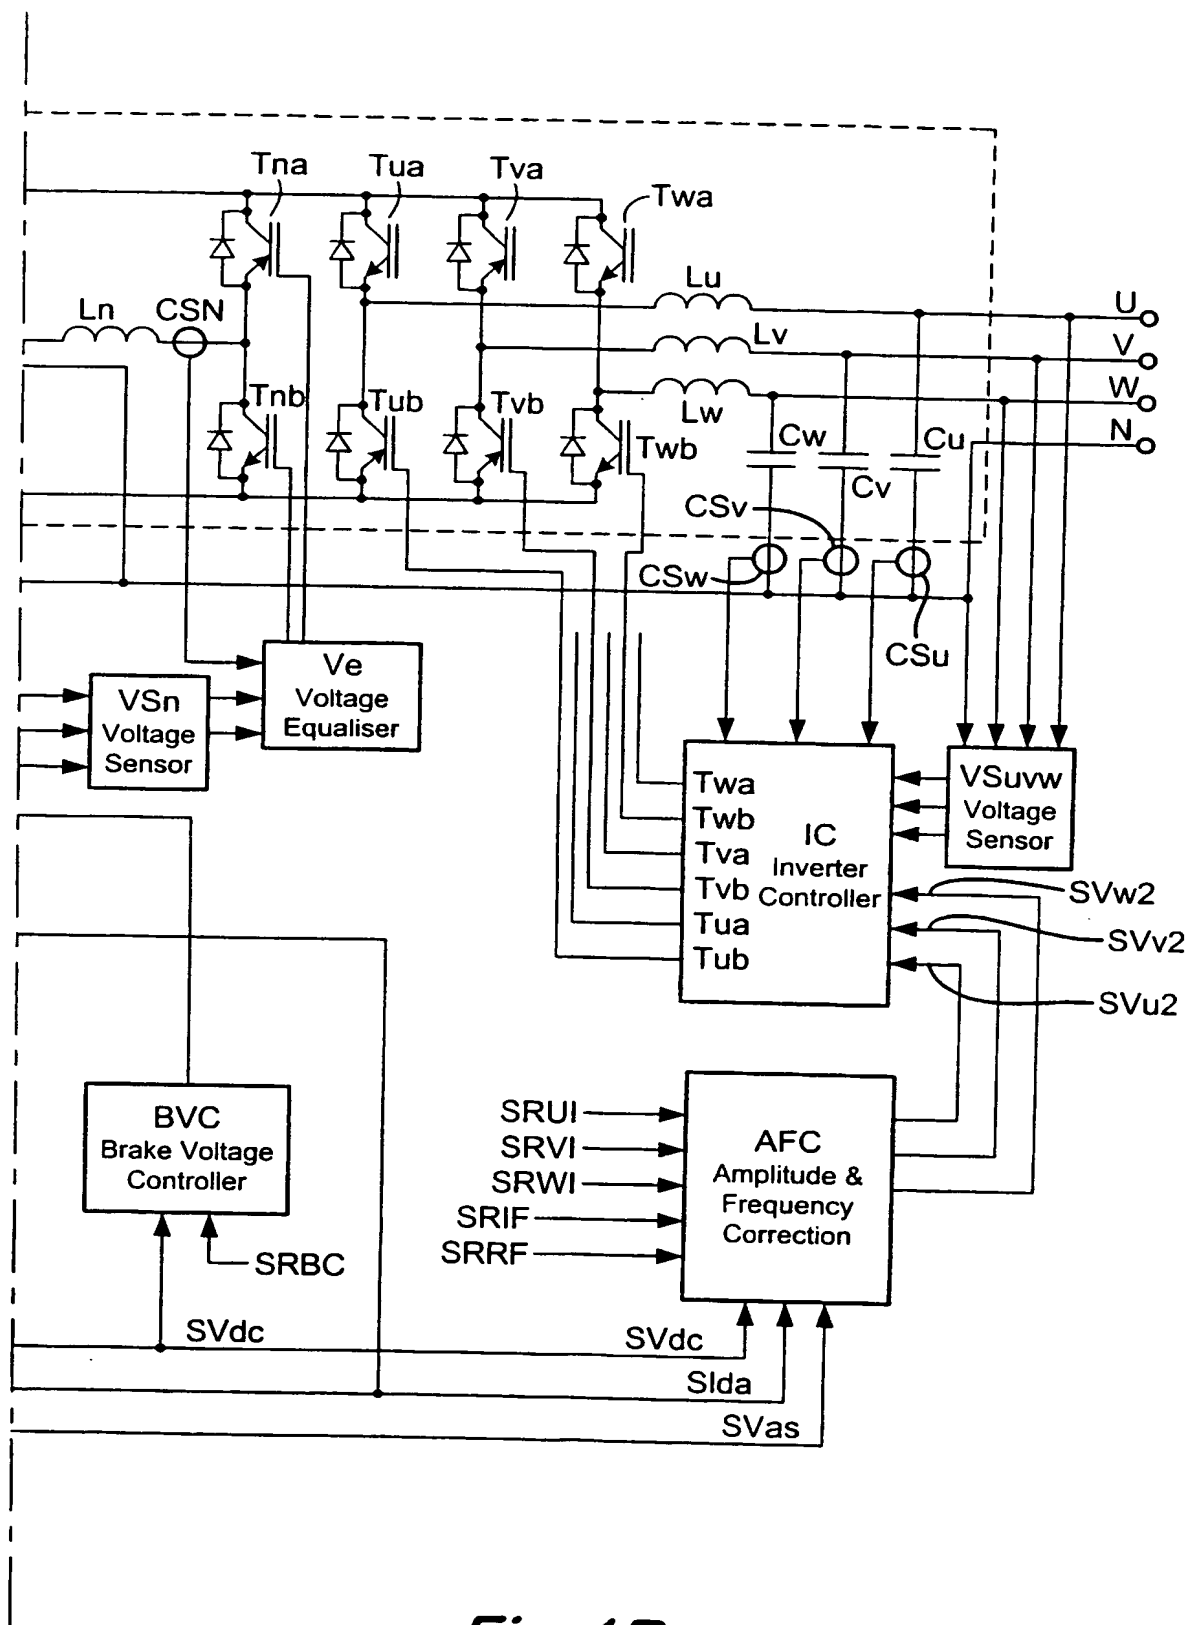 Tna
Tua
Tva
Twa
Lu
U
Ln
CSN
Lv
V
W
Lw
N
Tnb
Tub
Tvb
Twb
Cw
Cu
Cv
CSv
CSw
CSu
Ve
Voltage
Equaliser
VSn
Voltage
Sensor
Twa
Twb
Tva
Tvb
Tua
Tub
IC
Inverter
Controller
VSuvw
Voltage
Sensor
SVw2
SVv2
SVu2
BVC
Brake Voltage
Controller
SRBC
SRUI
SRVI
SRWI
SRIF
SRRF
AFC
Amplitude &
Frequency
Correction
SVdc
SVdc
SIda
SVas